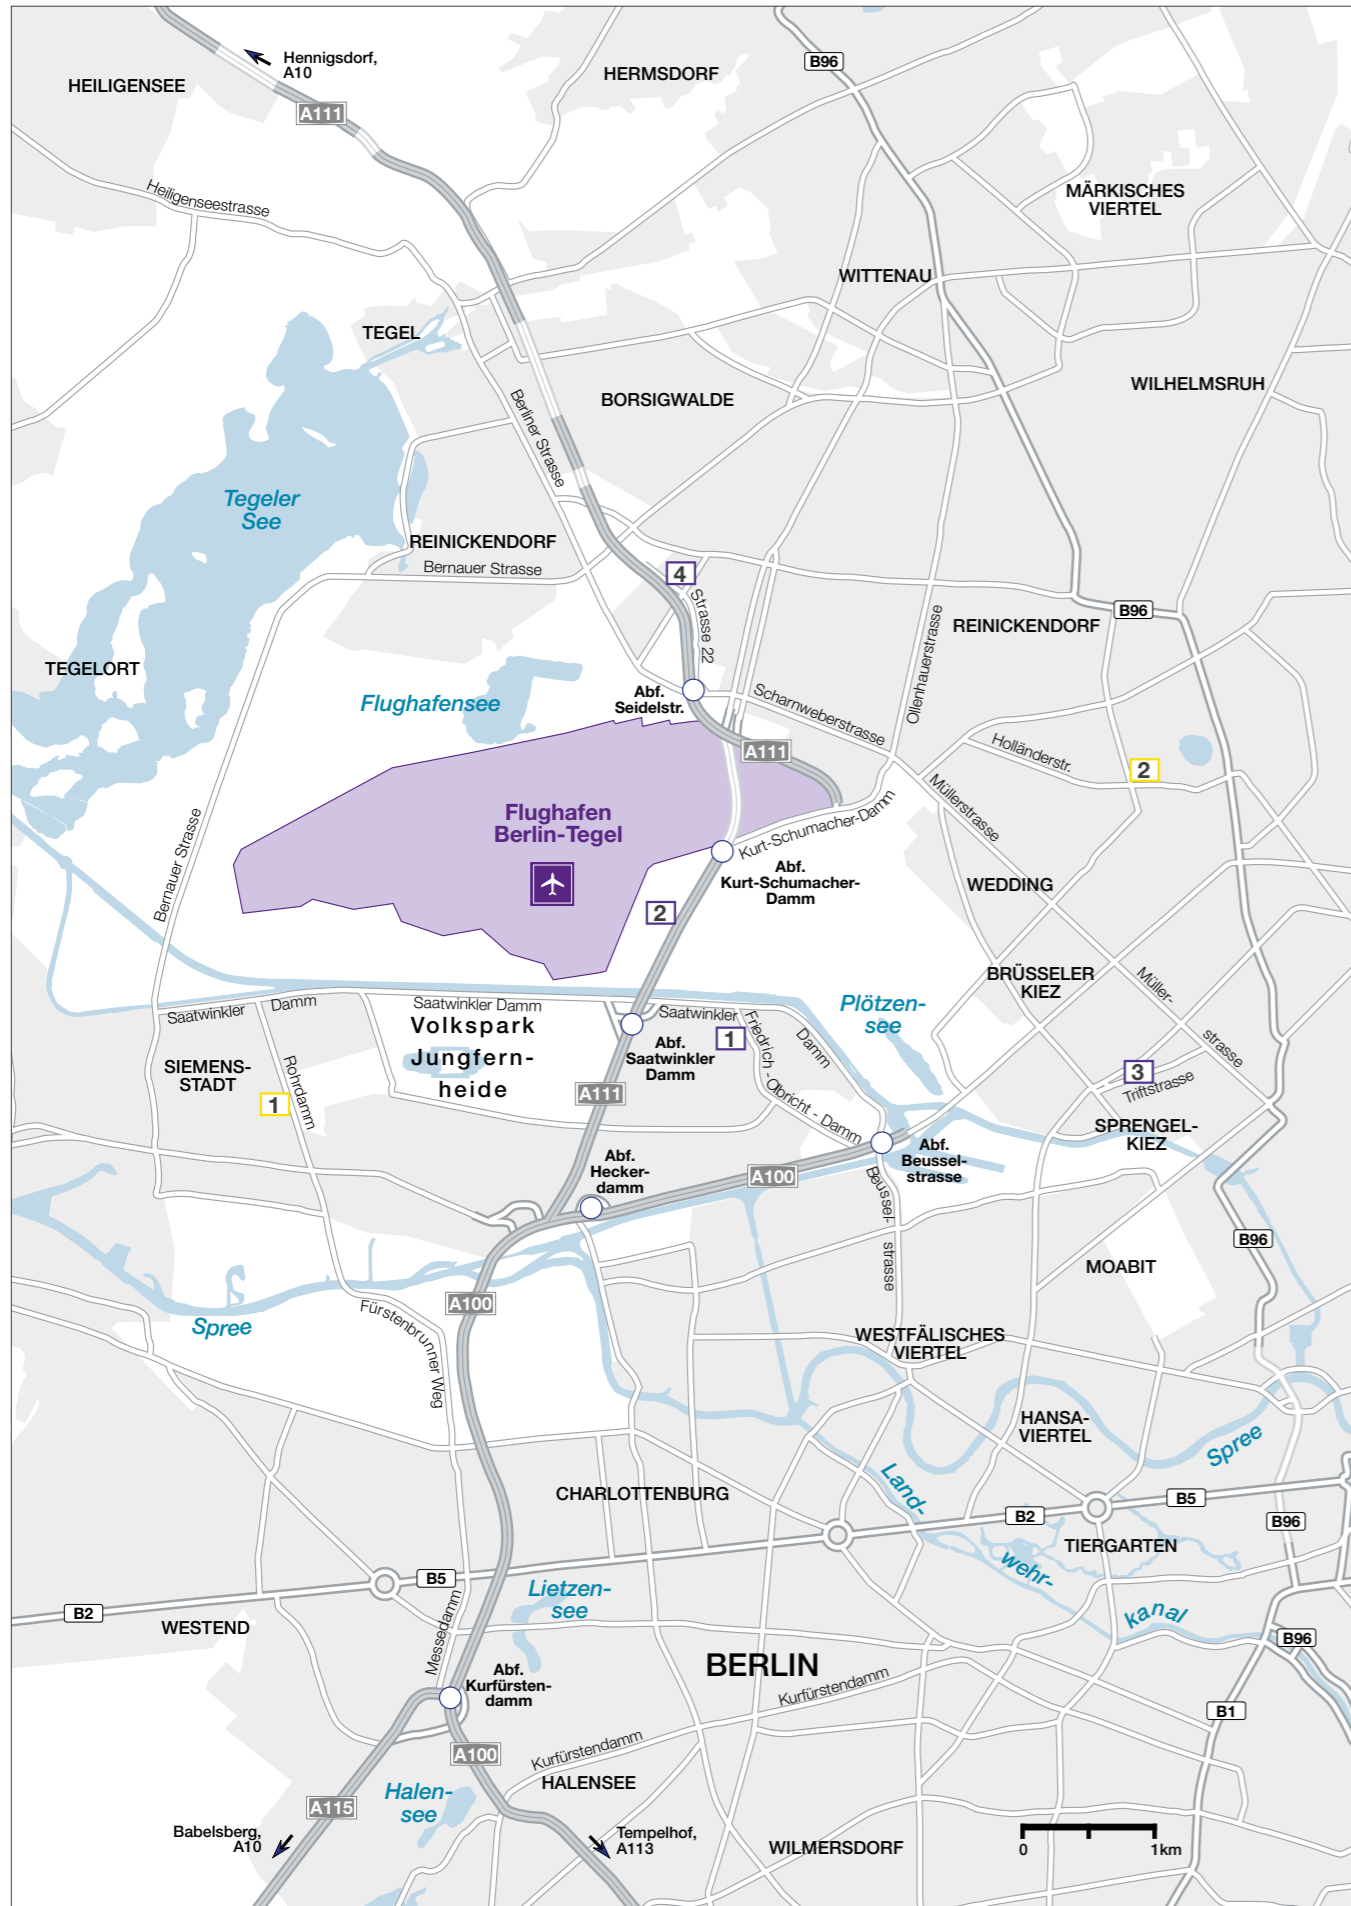 Hennigsdorf,
A10
HEILIGENSEE
HERMSDORF
B96
A111
Heiligenseestrasse
MÄRKISCHES
VIERTEL
WITTENAU
TEGEL
BORSIGWALDE
WILHELMSRUH
Berliner Strasse
Tegeler
See
REINICKENDORF
Bernauer Strasse
4
Strasse 22
B96
REINICKENDORF
Ollenhauerstrasse
TEGELORT
Flughafensee
Abf.
Seidelstr.
Scharnweberstrasse
A111
Holländerstr.
2
Müllerstrasse
Flughafen
Berlin-Tegel
Kurt-Schumacher-Damm
Abf.
Kurt-Schumacher-
Damm
Bernauer Strasse
WEDDING
2
BRÜSSELER
KIEZ
Müller-
strasse
Plötzen-
see
Saatwinkler
Damm
Saatwinkler Damm
Saatwinkler
Damm
Volkspark
Jungfern-
heide
Abf.
Saatwinkler
Damm
1
Friedrich - Olbricht - Damm
SIEMENS-
STADT
Rohrdamm
1
A111
3
Triftstrasse
SPRENGEL-
KIEZ
Abf.
Hecker-
damm
A100
Abf.
Beussel-
strasse
Beussel-
strasse
B96
MOABIT
A100
Spree
Fürstenbrunner Weg
WESTFÄLISCHES
VIERTEL
HANSA-
VIERTEL
Spree
Land-
wehr-
kanal
CHARLOTTENBURG
B5
B2
B96
TIERGARTEN
B5
B2
Lietzen-
see
WESTEND
Messedamm
B96
BERLIN
Abf.
Kurfürsten-
damm
Kurfürstendamm
B1
A100
Kurfürstendamm
HALENSEE
Halen-
see
A115
Babelsberg,
A10
Tempelhof,
A113
WILMERSDORF
0
1km